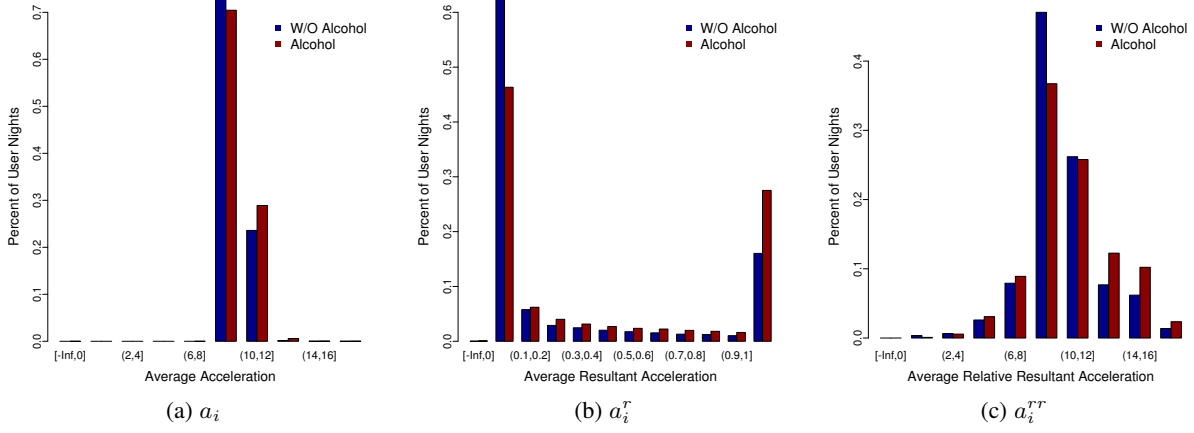 0.0 0.1 0.2 0.3 0.4 0.5 0.6 0.7
Percent of User Nights
W/O Alcohol
Alcohol
[-Inf,0] (2,4] (6,8] (10,12] (14,16]
Average Acceleration
(a) a_i
0.0 0.1 0.2 0.3 0.4 0.5 0.6
Percent of User Nights
W/O Alcohol
Alcohol
[-Inf,0] (0.1,0.2] (0.3,0.4] (0.5,0.6] (0.7,0.8] (0.9,1]
Average Resultant Acceleration
(b) a_i^r
0.0 0.1 0.2 0.3 0.4
Percent of User Nights
W/O Alcohol
Alcohol
[-Inf,0] (2,4] (6,8] (10,12] (14,16]
Average Relative Resultant Acceleration
(c) a_i^{rr}